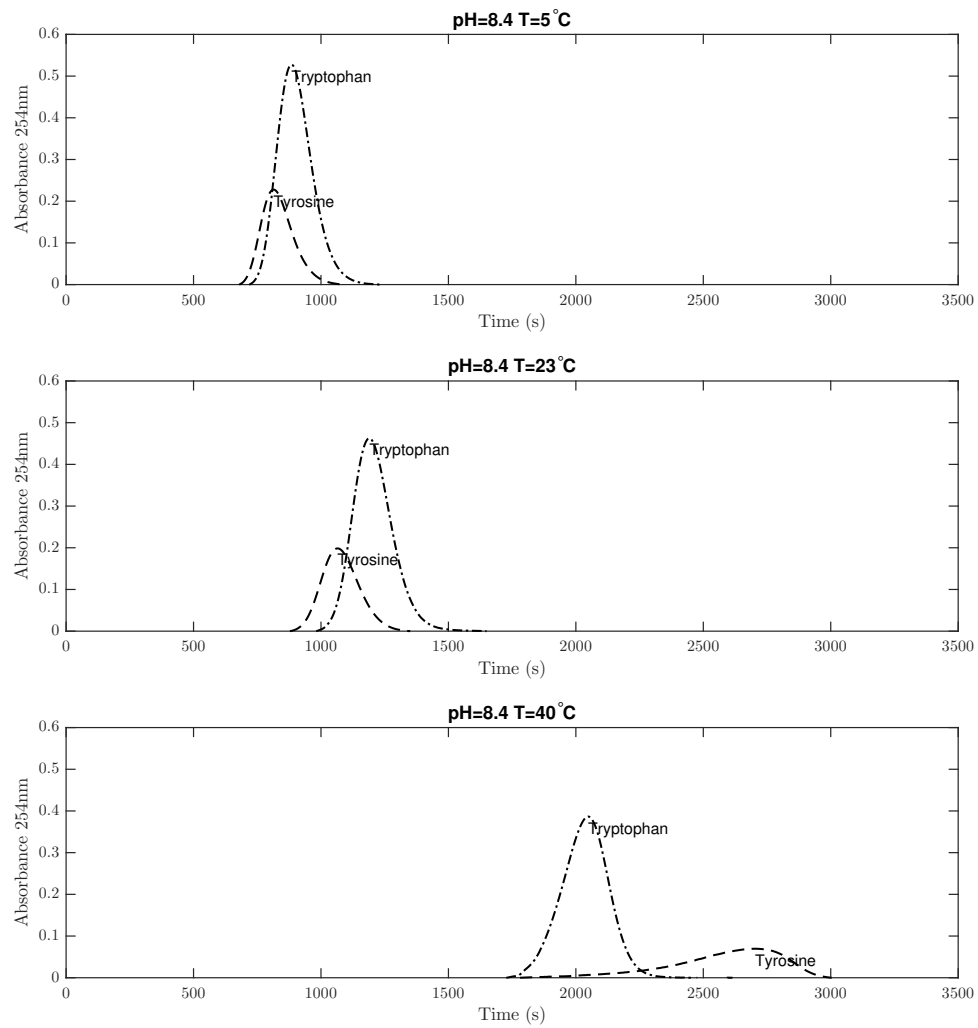 pH=8.4 T=5°C
0.6
0.5
0.4
0.3
0.2
0.1
0
Absorbance 254nm
Tryptophan
Tyrosine
0 500 1000 1500 2000 2500 3000 3500
Time (s)
pH=8.4 T=23°C
0.6
0.5
0.4
0.3
0.2
0.1
0
Absorbance 254nm
Tryptophan
Tyrosine
0 500 1000 1500 2000 2500 3000 3500
Time (s)
pH=8.4 T=40°C
0.6
0.5
0.4
0.3
0.2
0.1
0
Absorbance 254nm
Tryptophan
Tyrosine
0 500 1000 1500 2000 2500 3000 3500
Time (s)